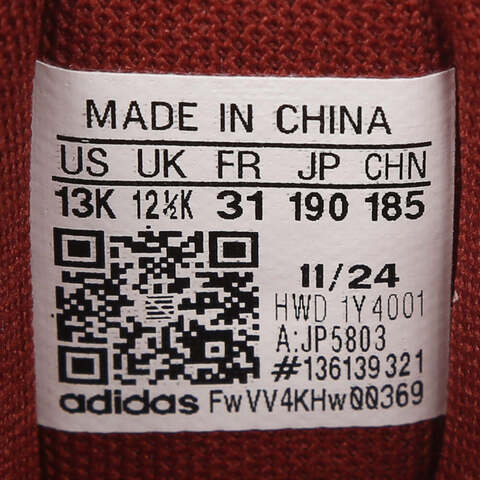 MADE IN CHINA
US UK FR JP CHN
13K 12½K 31 190 185
11/24
HWD 1Y4001
A:JP5803
#136139321
adidas FwVV4KHw00369